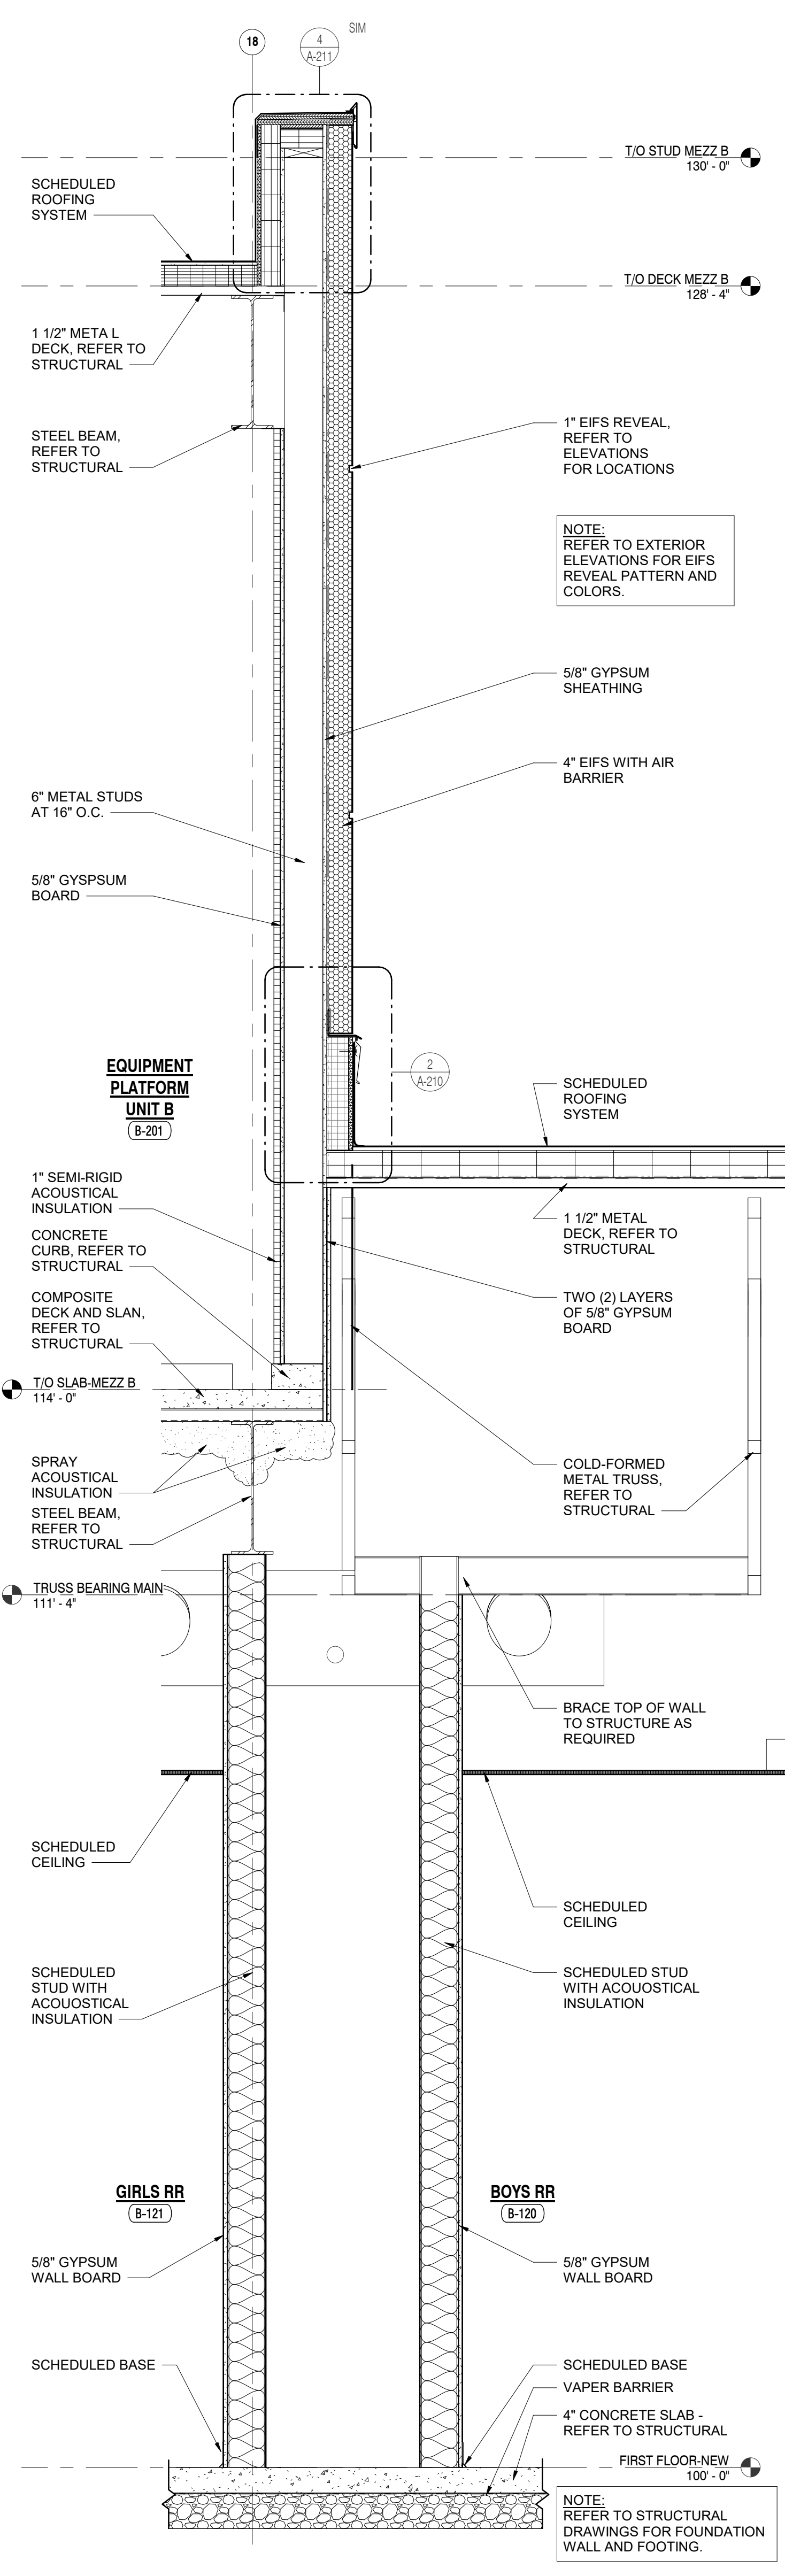 18
4
A-211
SIM
T/O STUD MEZZ B
130' - 0"
SCHEDULED
ROOFING
SYSTEM
T/O DECK MEZZ B
128' - 4"
1 1/2" META L
DECK, REFER TO
STRUCTURAL
STEEL BEAM,
REFER TO
STRUCTURAL
1" EIFS REVEAL,
REFER TO
ELEVATIONS
FOR LOCATIONS
NOTE:
REFER TO EXTERIOR
ELEVATIONS FOR EIFS
REVEAL PATTERN AND
COLORS.
5/8" GYPSUM
SHEATHING
4" EIFS WITH AIR
BARRIER
6" METAL STUDS
AT 16" O.C.
5/8" GYSPSUM
BOARD
EQUIPMENT
PLATFORM
UNIT B
B-201
2
A-210
SCHEDULED
ROOFING
SYSTEM
1" SEMI-RIGID
ACOUSTICAL
INSULATION
1 1/2" METAL
DECK, REFER TO
STRUCTURAL
CONCRETE
CURB, REFER TO
STRUCTURAL
COMPOSITE
DECK AND SLAN,
REFER TO
STRUCTURAL
TWO (2) LAYERS
OF 5/8" GYPSUM
BOARD
T/O SLAB-MEZZ B
114' - 0"
SPRAY
ACOUSTICAL
INSULATION
COLD-FORMED
METAL TRUSS,
REFER TO
STRUCTURAL
STEEL BEAM,
REFER TO
STRUCTURAL
TRUSS BEARING MAIN
111' - 4"
BRACE TOP OF WALL
TO STRUCTURE AS
REQUIRED
SCHEDULED
CEILING
SCHEDULED
CEILING
SCHEDULED
STUD WITH
ACOUOSTICAL
INSULATION
SCHEDULED STUD
WITH ACOUOSTICAL
INSULATION
GIRLS RR
B-121
BOYS RR
B-120
5/8" GYPSUM
WALL BOARD
5/8" GYPSUM
WALL BOARD
SCHEDULED BASE
SCHEDULED BASE
VAPER BARRIER
4" CONCRETE SLAB -
REFER TO STRUCTURAL
FIRST FLOOR-NEW
100' - 0"
NOTE:
REFER TO STRUCTURAL
DRAWINGS FOR FOUNDATION
WALL AND FOOTING.